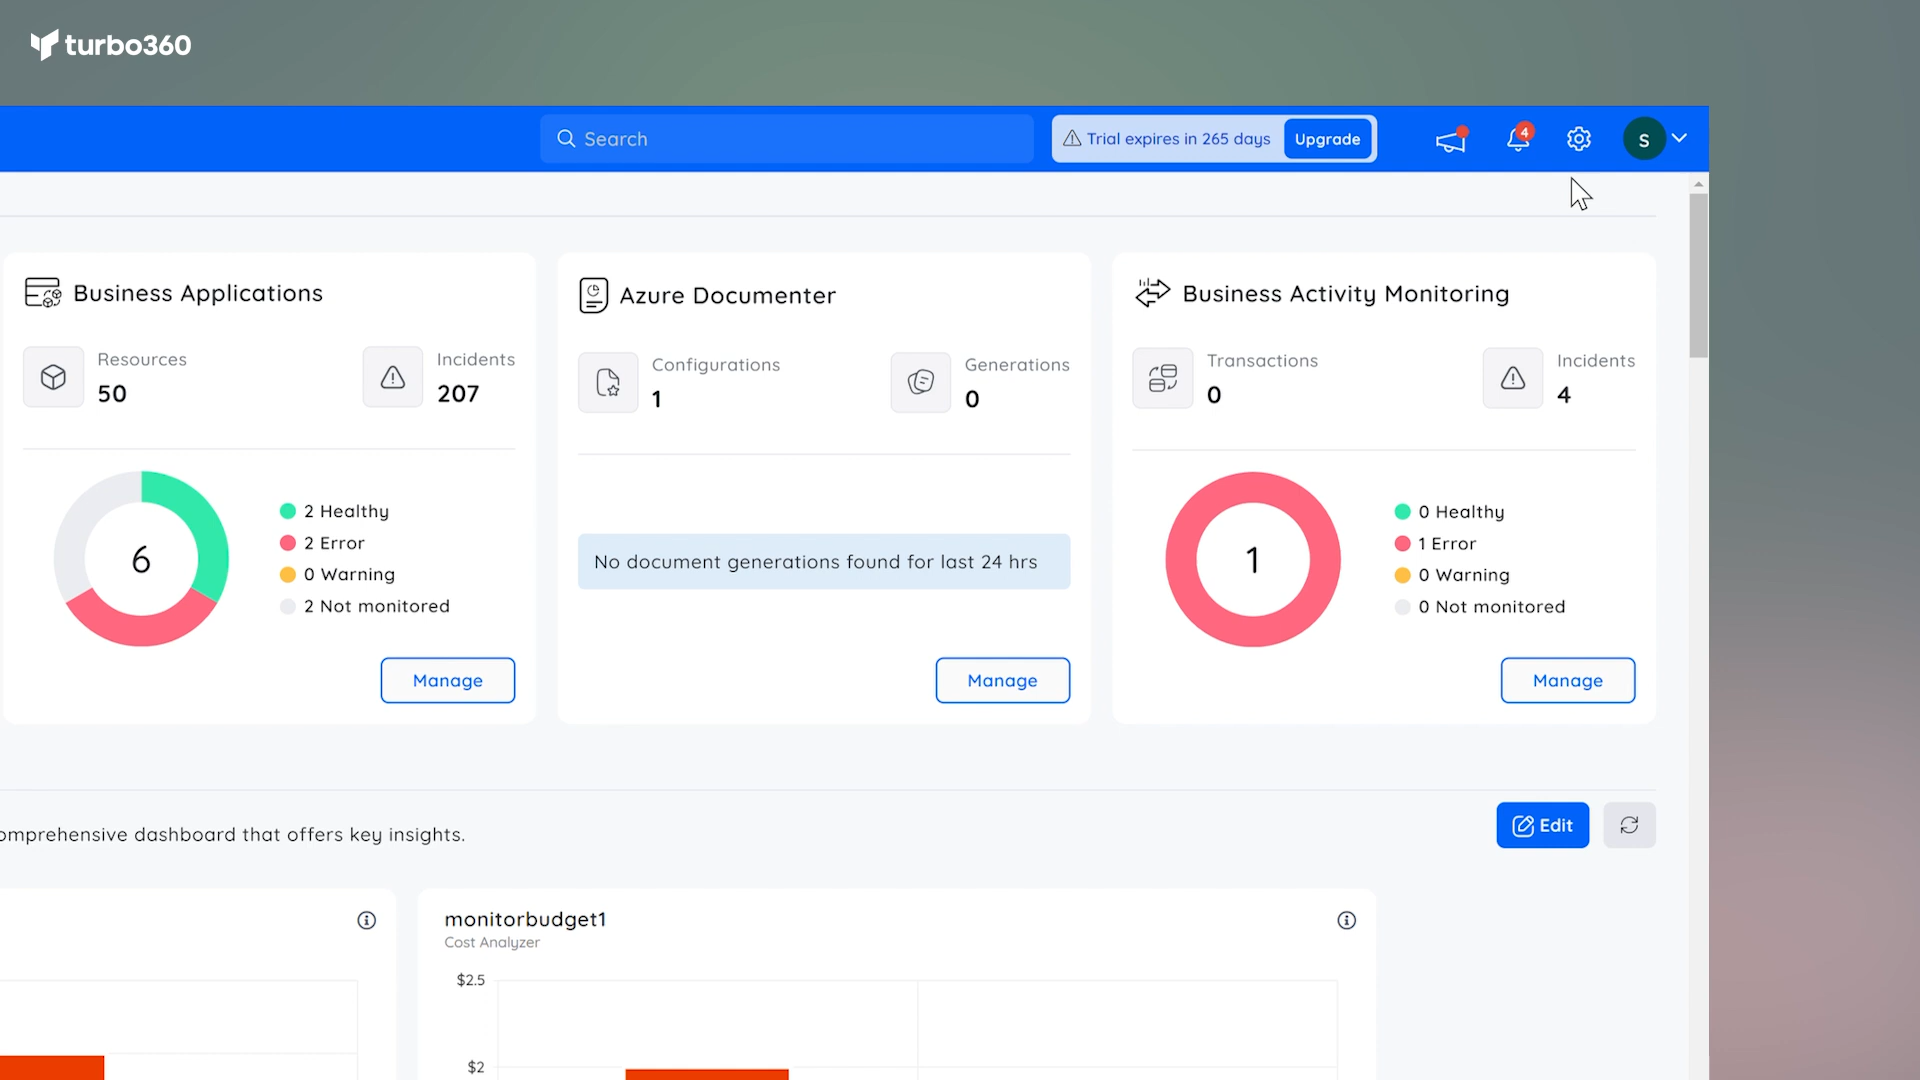 turbo360
Search
Trial expires in 265 days
Upgrade
4
S
Business Applications
Resources
50
Incidents
207
6
2 Healthy
2 Error
0 Warning
2 Not monitored
Manage
Azure Documenter
Configurations
1
Generations
0
No document generations found for last 24 hrs
Manage
Business Activity Monitoring
Transactions
0
Incidents
4
1
0 Healthy
1 Error
0 Warning
0 Not monitored
Manage
omprehensive dashboard that offers key insights.
Edit
monitorbudget1
Cost Analyzer
$2.5
$2